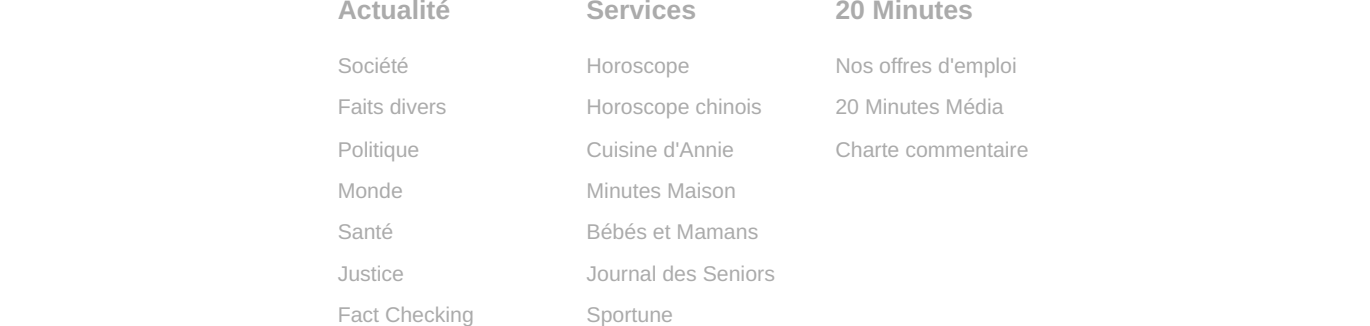 Actualité
Société
Faits divers
Politique
Monde
Santé
Justice
Fact Checking
Services
Horoscope
Horoscope chinois
Cuisine d'Annie
Minutes Maison
Bébés et Mamans
Journal des Seniors
Sportune
20 Minutes
Nos offres d'emploi
20 Minutes Média
Charte commentaire